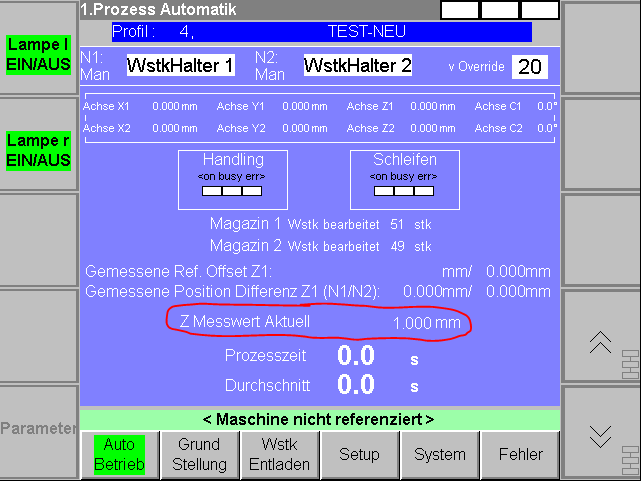 1.Prozess Automatik
Profil : 4, TEST-NEU
Lampe l
EIN/AUS
N1:
Man
WstkHalter 1
N2:
Man
WstkHalter 2
v Override 20
Achse X1 0.000 mm Achse Y1 0.000 mm Achse Z1 0.000 mm Achse C1 0.0°
Achse X2 0.000 mm Achse Y2 0.000 mm Achse Z2 0.000 mm Achse C2 0.0°
Lampe r
EIN/AUS
Handling
<on busy err>
Schleifen
<on busy err>
Magazin 1 Wstk bearbeitet 51 stk
Magazin 2 Wstk bearbeitet 49 stk
Gemessene Ref. Offset Z1: mm/ 0.000mm
Gemessene Position Differenz Z1 (N1/N2): 0.000mm/ 0.000mm
Z Messwert Aktuell 1.000 mm
Prozesszeit 0.0 s
Durchschnitt 0.0 s
< Maschine nicht referenziert >
Parameter
Auto
Betrieb
Grund
Stellung
Wstk
Entladen
Setup
System
Fehler